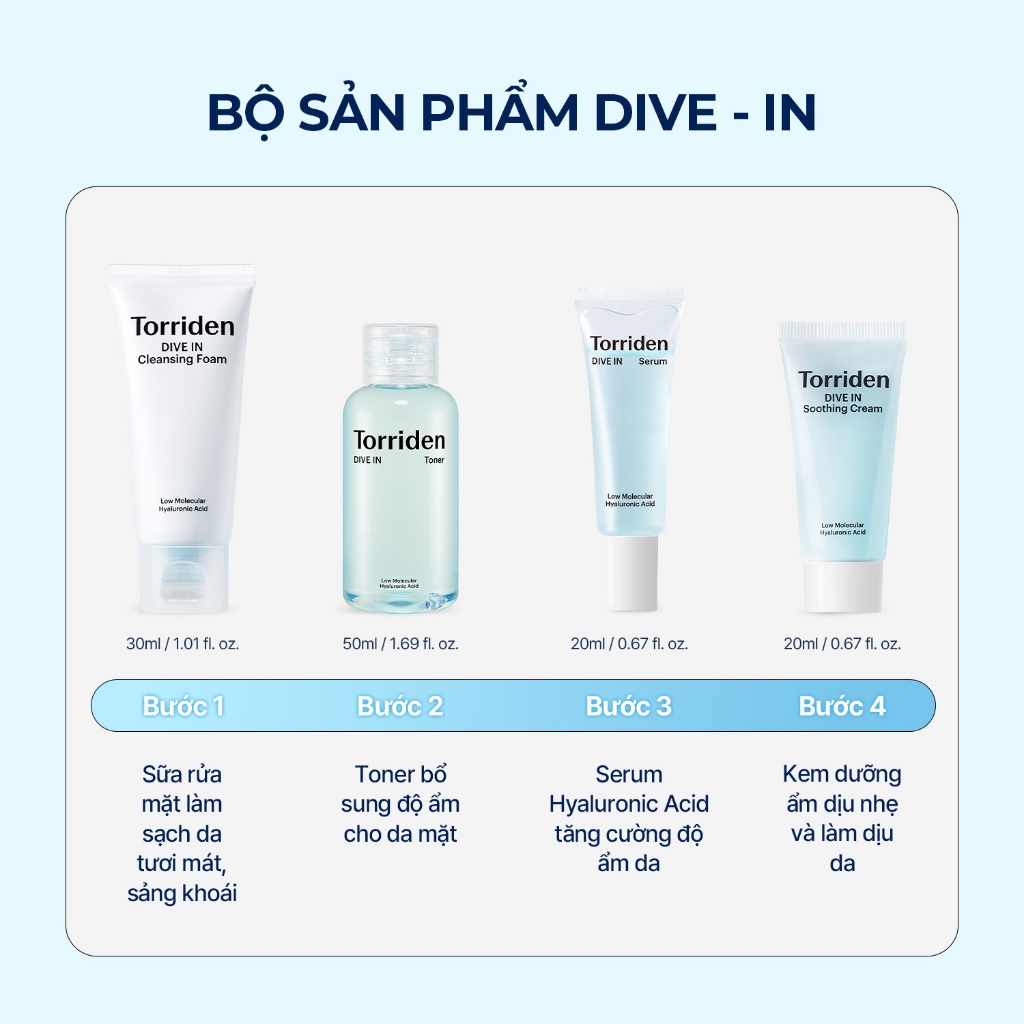 BỘ SẢN PHẨM DIVE - IN
Torriden
DIVE IN
Cleansing Foam
Low Molecular
Hyaluronic Acid
30ml / 1.01 fl. oz.
Torriden
DIVE IN Toner
Low Molecular
Hyaluronic Acid
50ml / 1.69 fl. oz.
Torriden
DIVE IN Serum
Low Molecular
Hyaluronic Acid
20ml / 0.67 fl. oz.
Torriden
DIVE IN
Soothing Cream
Low Molecular
Hyaluronic Acid
20ml / 0.67 fl. oz.
Bước 1
Sữa rửa
mặt làm
sạch da
tươi mát,
sảng khoái
Bước 2
Toner bổ
sung độ ẩm
cho da mặt
Bước 3
Serum
Hyaluronic Acid
tăng cường độ
ẩm da
Bước 4
Kem dưỡng
ẩm dịu nhẹ
và làm dịu
da